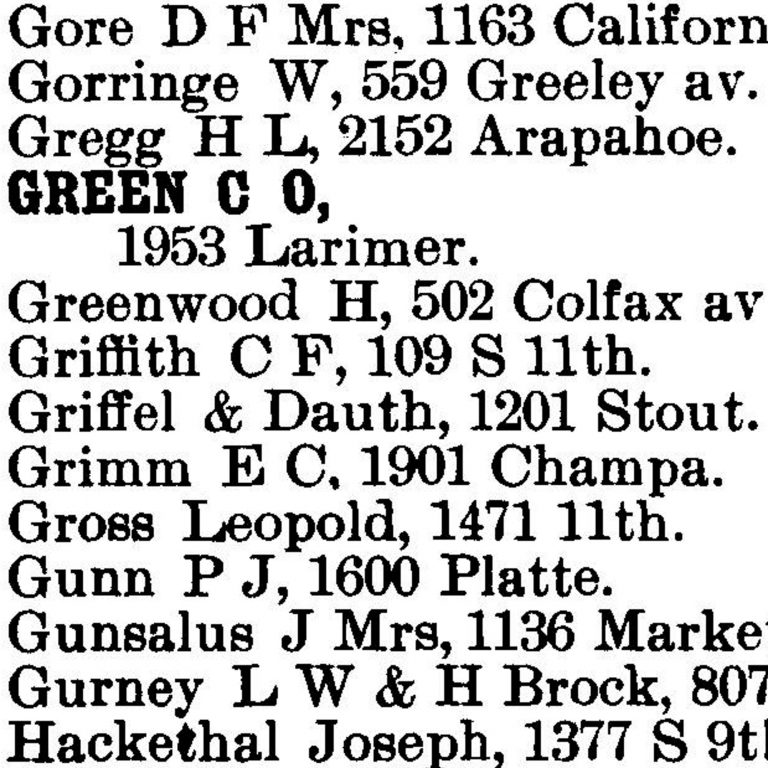 Gore D F Mrs, 1163 Californ
Gorringe W, 559 Greeley av.
Gregg H L, 2152 Arapahoe.
GREEN C O,
1953 Larimer.
Greenwood H, 502 Colfax av
Griffith C F, 109 S 11th.
Griffel & Dauth, 1201 Stout.
Grimm E C. 1901 Champa.
Gross Leopold, 1471 11th.
Gunn P J, 1600 Platte.
Gunsalus J Mrs, 1136 Marke
Gurney L W & H Brock, 807
Hackethal Joseph, 1377 S 9th